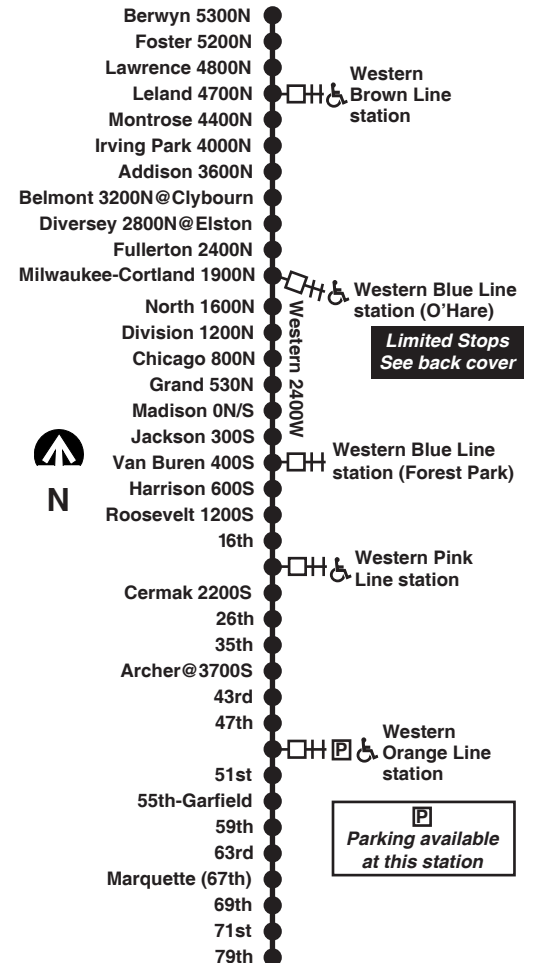 Berwyn 5300N
Foster 5200N
Lawrence 4800N
Leland 4700N
Western
Brown Line
station
Montrose 4400N
Irving Park 4000N
Addison 3600N
Belmont 3200N@Clybourn
Diversey 2800N@Elston
Fullerton 2400N
Milwaukee-Cortland 1900N
Western Blue Line
station (O'Hare)
Limited Stops
See back cover
Western 2400W
North 1600N
Division 1200N
Chicago 800N
Grand 530N
Madison 0N/S
Jackson 300S
Van Buren 400S
Western Blue Line
station (Forest Park)
N
Harrison 600S
Roosevelt 1200S
16th
Western Pink
Line station
Cermak 2200S
26th
35th
Archer@3700S
43rd
47th
P
Western
Orange Line
station
51st
55th-Garfield
59th
63rd
Marquette (67th)
69th
71st
79th
P
Parking available
at this station